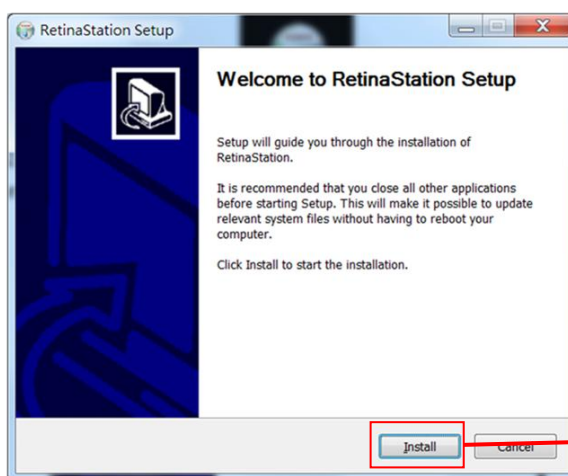 RetinaStation Setup
Welcome to RetinaStation Setup
Setup will guide you through the installation of
RetinaStation.
It is recommended that you close all other applications
before starting Setup. This will make it possible to update
relevant system files without having to reboot your
computer.
Click Install to start the installation.
Install
Cancel